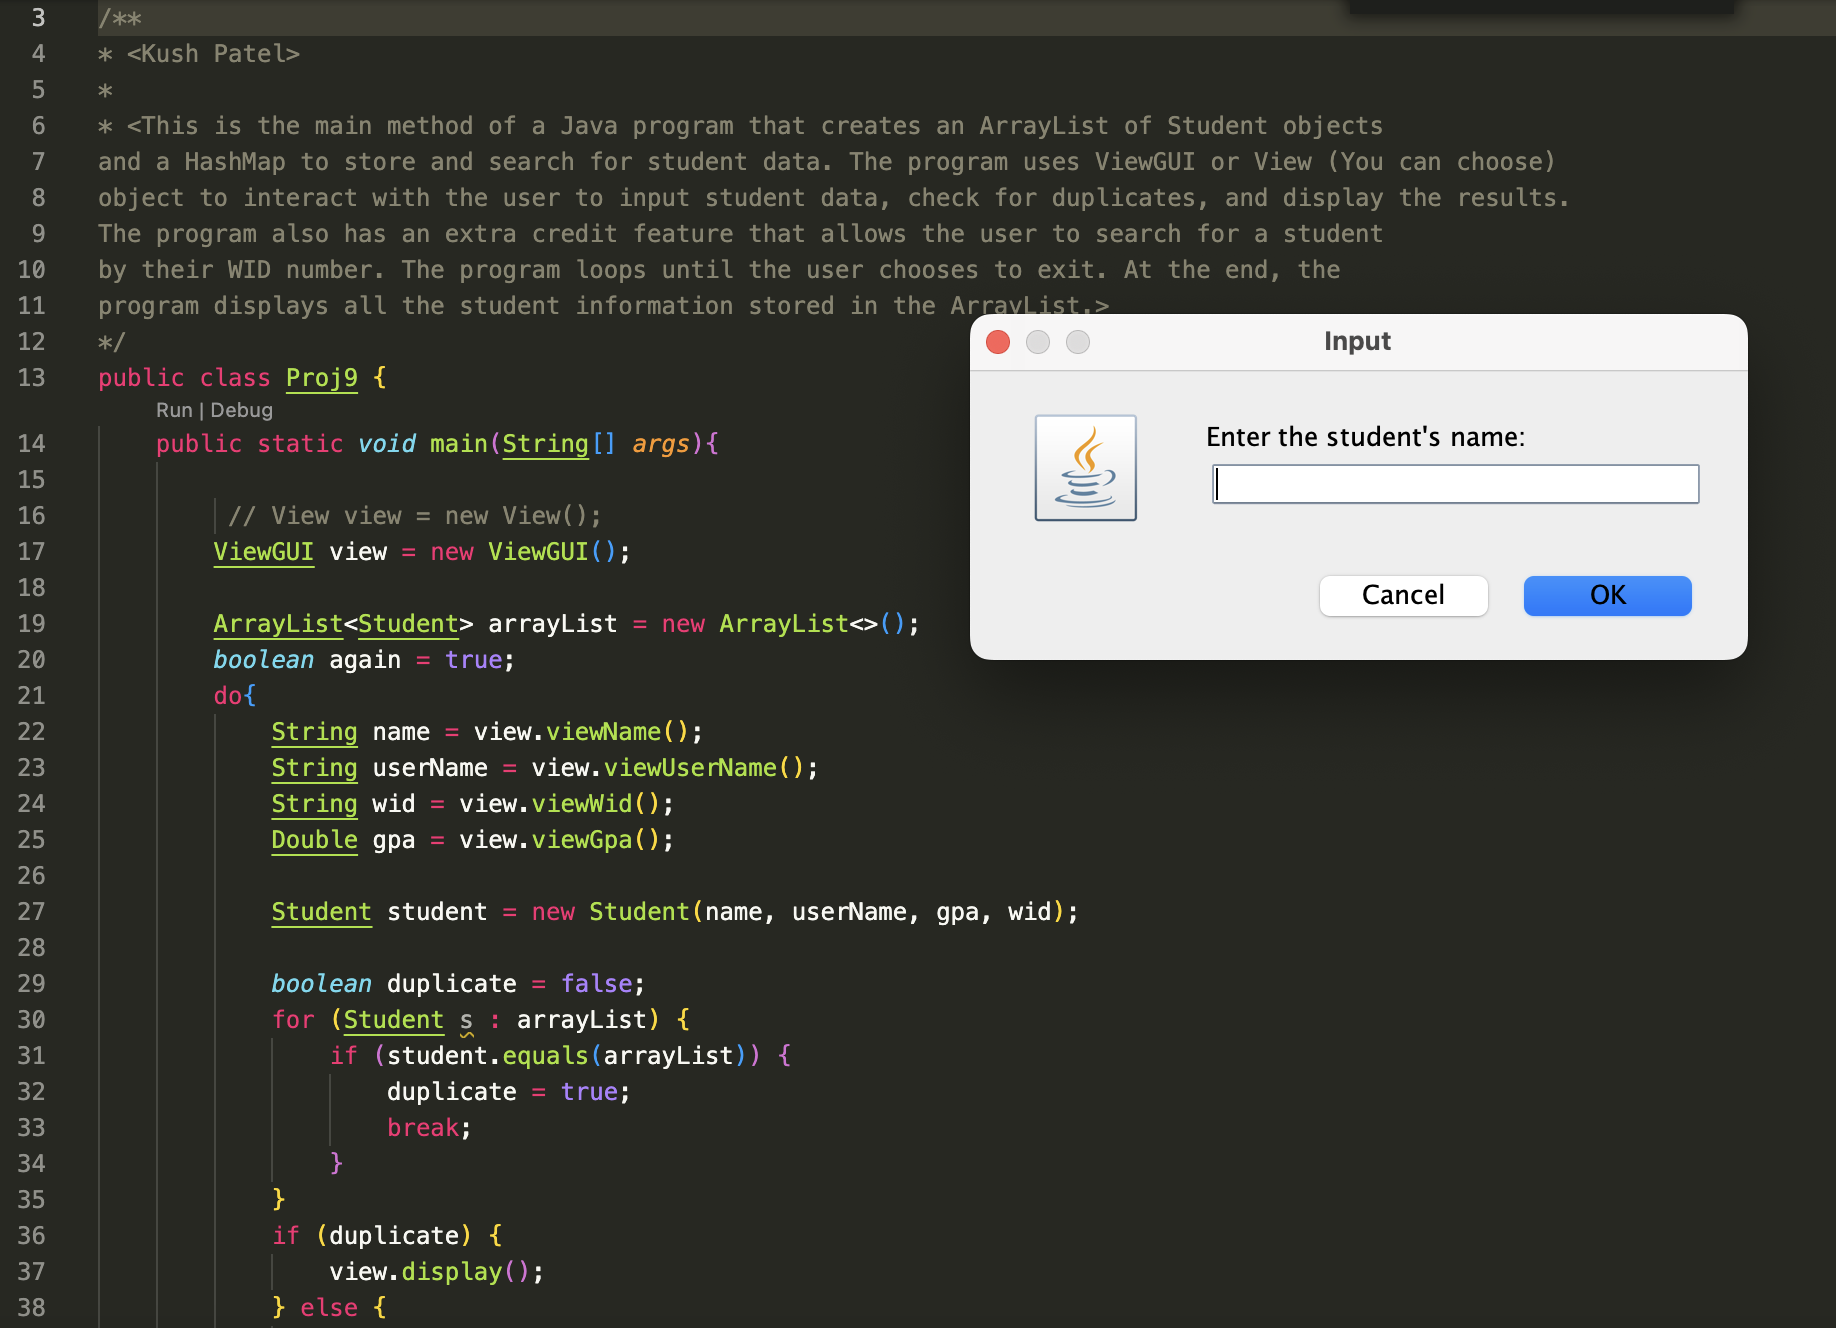 3 /**
4 * <Kush Patel>
5 *
6 * <This is the main method of a Java program that creates an ArrayList of Student objects
7 and a HashMap to store and search for student data. The program uses ViewGUI or View (You can choose)
8 object to interact with the user to input student data, check for duplicates, and display the results.
9 The program also has an extra credit feature that allows the user to search for a student
10 by their WID number. The program loops until the user chooses to exit. At the end, the
11 program displays all the student information stored in the ArrayList.>
12 */
13 public class Proj9 {
Run | Debug
14 public static void main(String[] args){
15
16 // View view = new View();
17 ViewGUI view = new ViewGUI();
18
19 ArrayList<Student> arrayList = new ArrayList<>();
20 boolean again = true;
21 do{
22 String name = view.viewName();
23 String userName = view.viewUserName();
24 String wid = view.viewWid();
25 Double gpa = view.viewGpa();
26
27 Student student = new Student(name, userName, gpa, wid);
28
29 boolean duplicate = false;
30 for (Student s : arrayList) {
31 if (student.equals(arrayList)) {
32 duplicate = true;
33 break;
34 }
35 }
36 if (duplicate) {
37 view.display();
38 } else {
Input
Enter the student's name:
Cancel OK